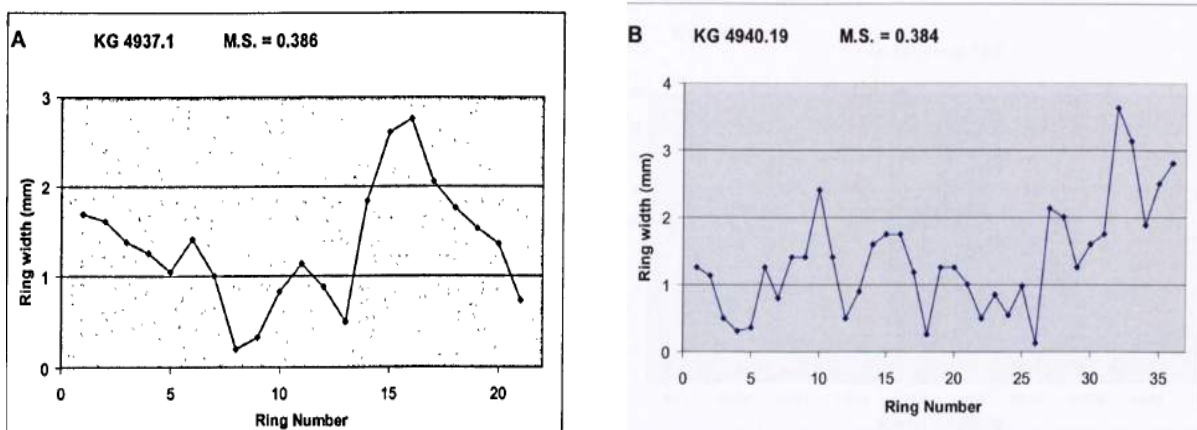 A KG 4937.1 M.S. = 0.386
Ring width (mm)
3
2
1
0
0 5 10 15 20
Ring Number
B KG 4940.19 M.S. = 0.384
Ring width (mm)
4
3
2
1
0
0 5 10 15 20 25 30 35
Ring Number